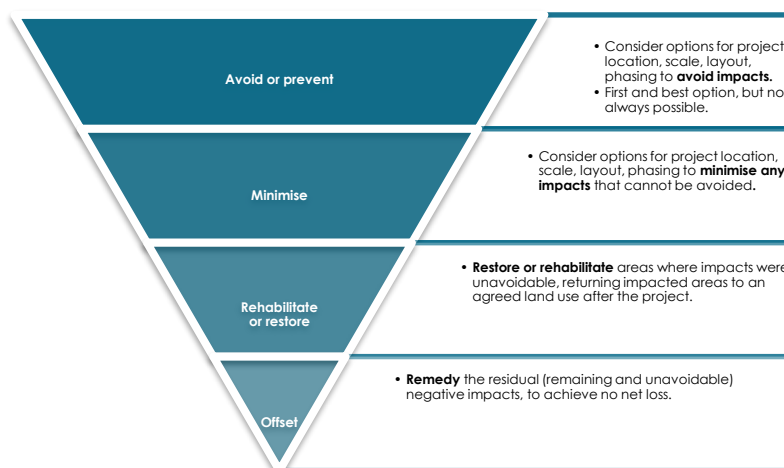 Avoid or prevent
• Consider options for project
location, scale, layout,
phasing to avoid impacts.
• First and best option, but no
always possible.
Minimise
• Consider options for project location,
scale, layout, phasing to minimise any
impacts that cannot be avoided.
Rehabilitate
or restore
• Restore or rehabilitate areas where impacts were
unavoidable, returning impacted areas to an
agreed land use after the project.
Offset
• Remedy the residual (remaining and unavoidable)
negative impacts, to achieve no net loss.